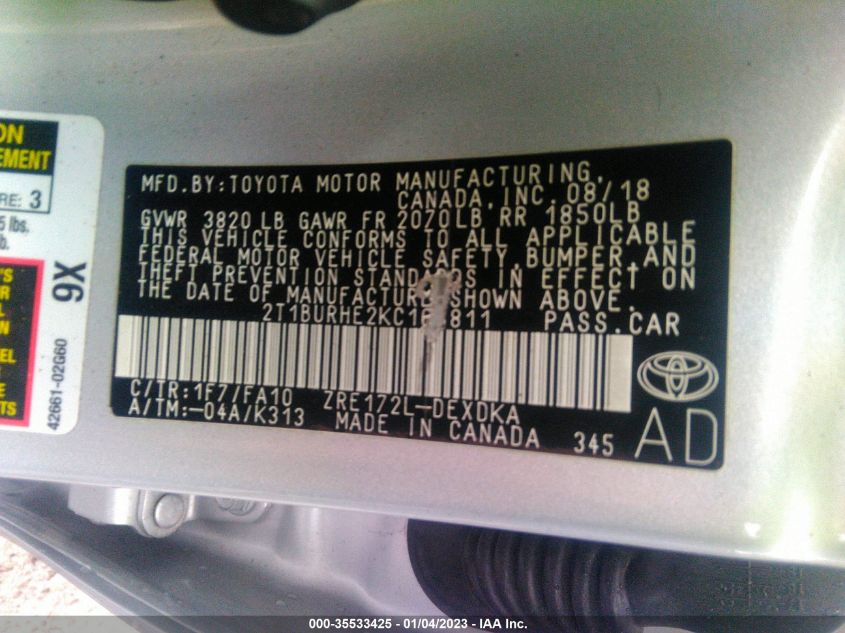 MFD.BY:TOYOTA MOTOR MANUFACTURING,
CANADA,INC. 08/18
GVWR 3820 LB GAWR FR 2070LB RR 1850LB
THIS VEHICLE CONFORMS TO ALL APPLICABLE
FEDERAL MOTOR VEHICLE SAFETY, BUMPER, AND
THEFT PREVENTION STANDARDS IN EFFECT ON
THE DATE OF MANUFACTURE SHOWN ABOVE.
PASS.CAR
C/TR:1F7/FA10 ZRE172L-DEXDKA
A/TM:-04A/K313 MADE IN CANADA 345
AD
3
lbs.
9X
42661-02G60
000-35533425 - 01/04/2023 - IAA Inc.